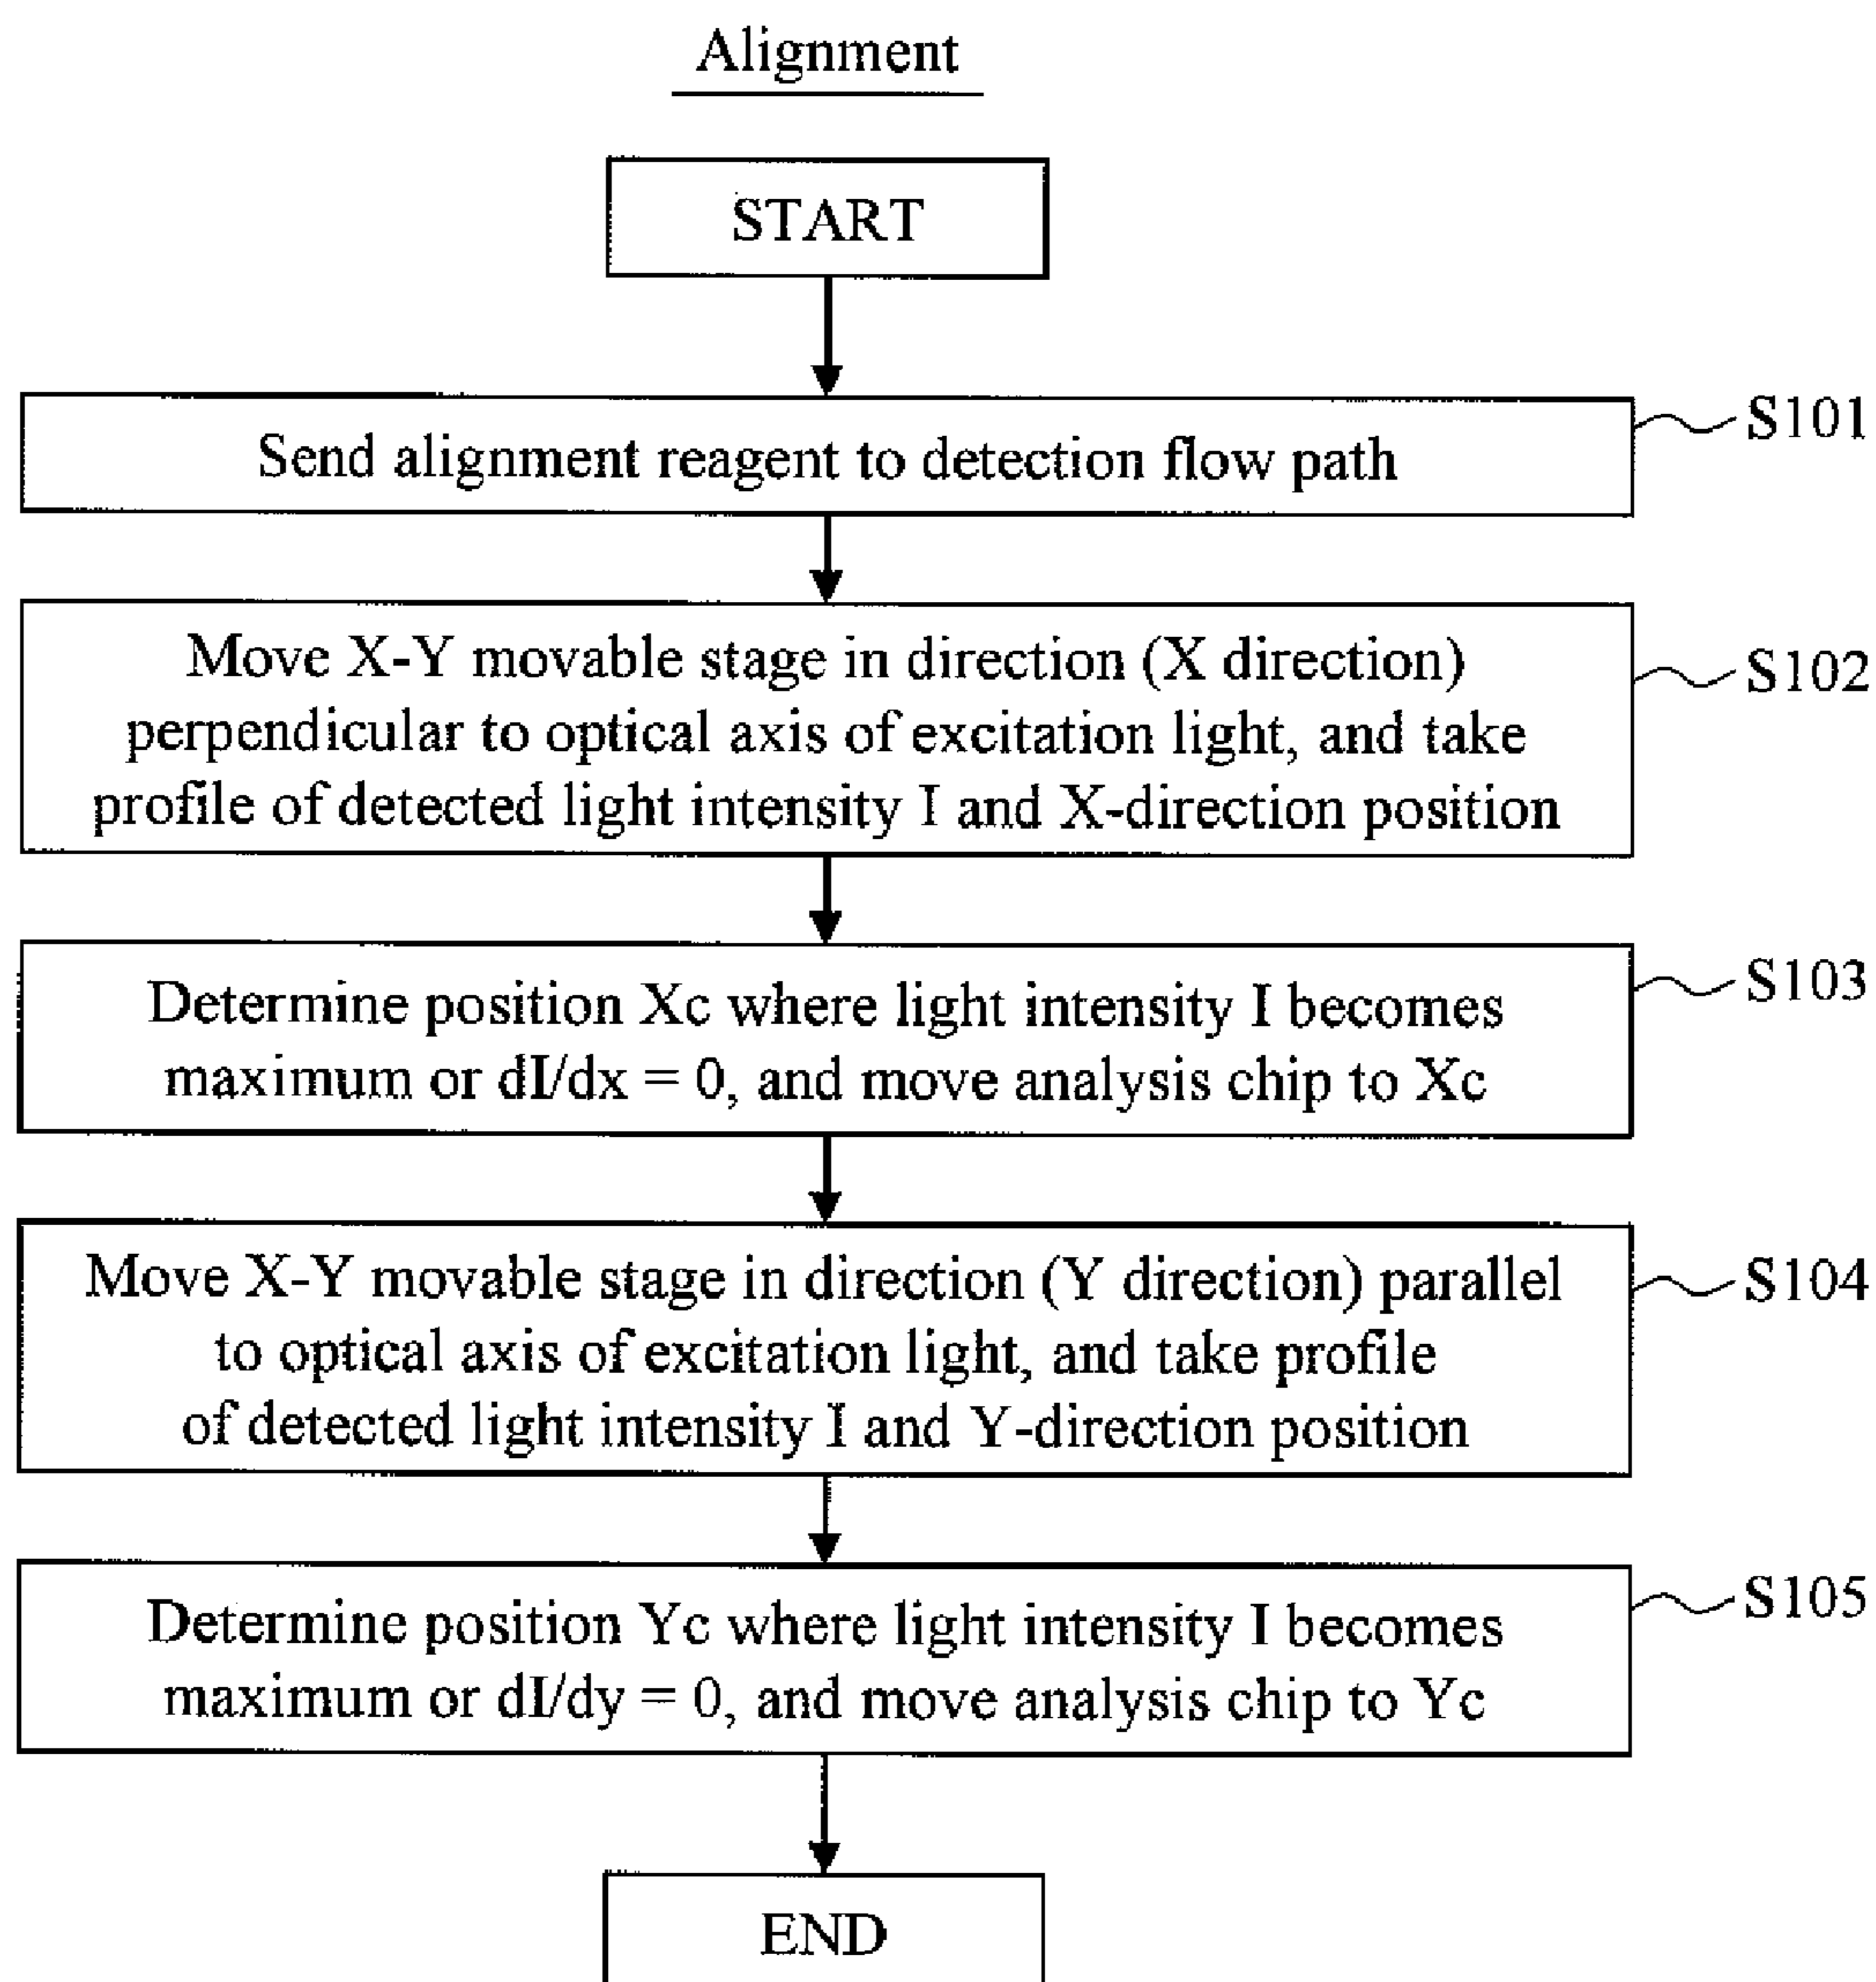 Alignment
START
Send alignment reagent to detection flow path
S101
Move X-Y movable stage in direction (X direction)
perpendicular to optical axis of excitation light, and take
profile of detected light intensity I and X-direction position
S102
Determine position Xc where light intensity I becomes
maximum or dI/dx = 0, and move analysis chip to Xc
S103
Move X-Y movable stage in direction (Y direction) parallel
to optical axis of excitation light, and take profile
of detected light intensity I and Y-direction position
S104
Determine position Yc where light intensity I becomes
maximum or dI/dy = 0, and move analysis chip to Yc
S105
END